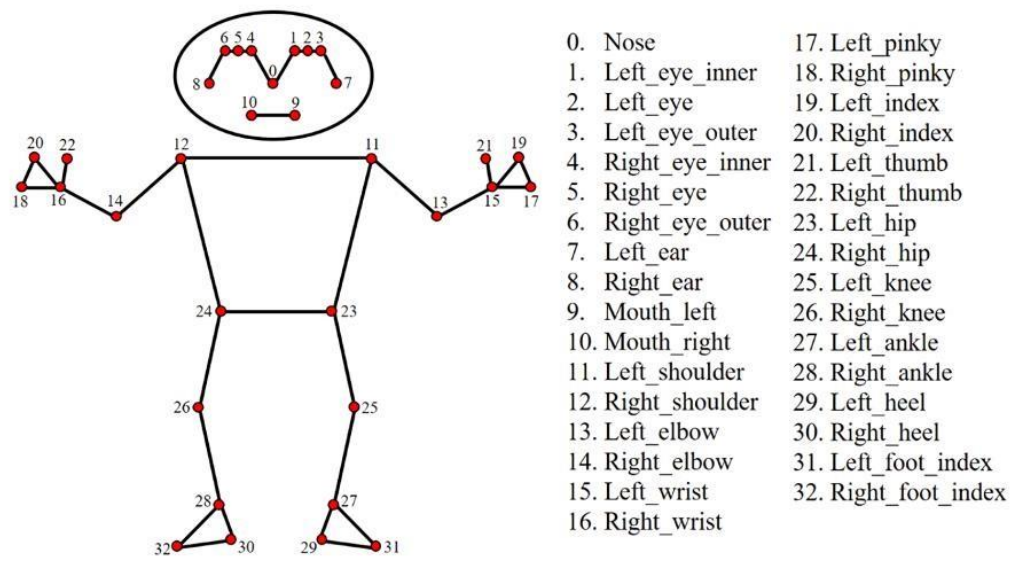 6 5 4 1 2 3
8 0 7
10 9
20 22 12 11 21 19
18 16 14 13 15 17
24 23
26 25
28 27
32 30 29 31
0. Nose
1. Left_eye_inner
2. Left_eye
3. Left_eye_outer
4. Right_eye_inner
5. Right_eye
6. Right_eye_outer
7. Left_ear
8. Right_ear
9. Mouth_left
10. Mouth_right
11. Left_shoulder
12. Right_shoulder
13. Left_elbow
14. Right_elbow
15. Left_wrist
16. Right_wrist
17. Left_pinky
18. Right_pinky
19. Left_index
20. Right_index
21. Left_thumb
22. Right_thumb
23. Left_hip
24. Right_hip
25. Left_knee
26. Right_knee
27. Left_ankle
28. Right_ankle
29. Left_heel
30. Right_heel
31. Left_foot_index
32. Right_foot_index